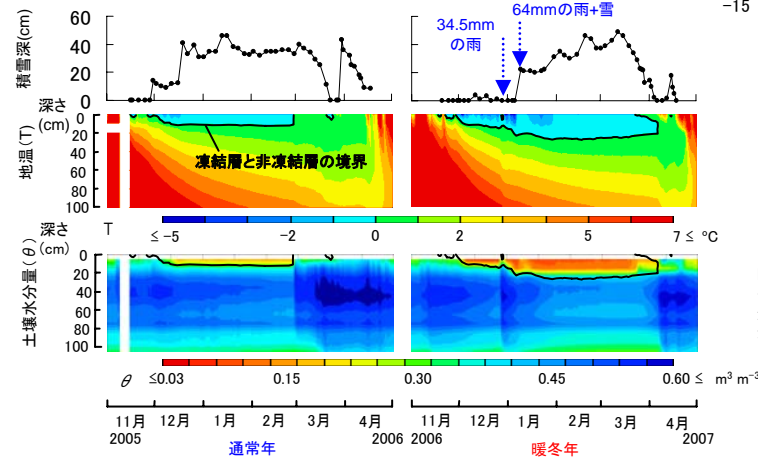 -15
64mmの雨+雪
34.5mm
の雨
積雪深(cm)
60
40
20
0
深さ
(cm)
地温(T)
0
20
40
60
80
100
凍結層と非凍結層の境界
T
≤-5
-2
0
2
5
7 ≤ ℃
深さ
(cm)
土壌水分量(θ)
0
20
40
60
80
100
θ
≤0.03
0.15
0.30
0.45
0.60 ≤ m³ m⁻³
11月 12月 1月 2月 3月 4月
2005 2006
通常年
11月 12月 1月 2月 3月 4月
2006 2007
暖冬年